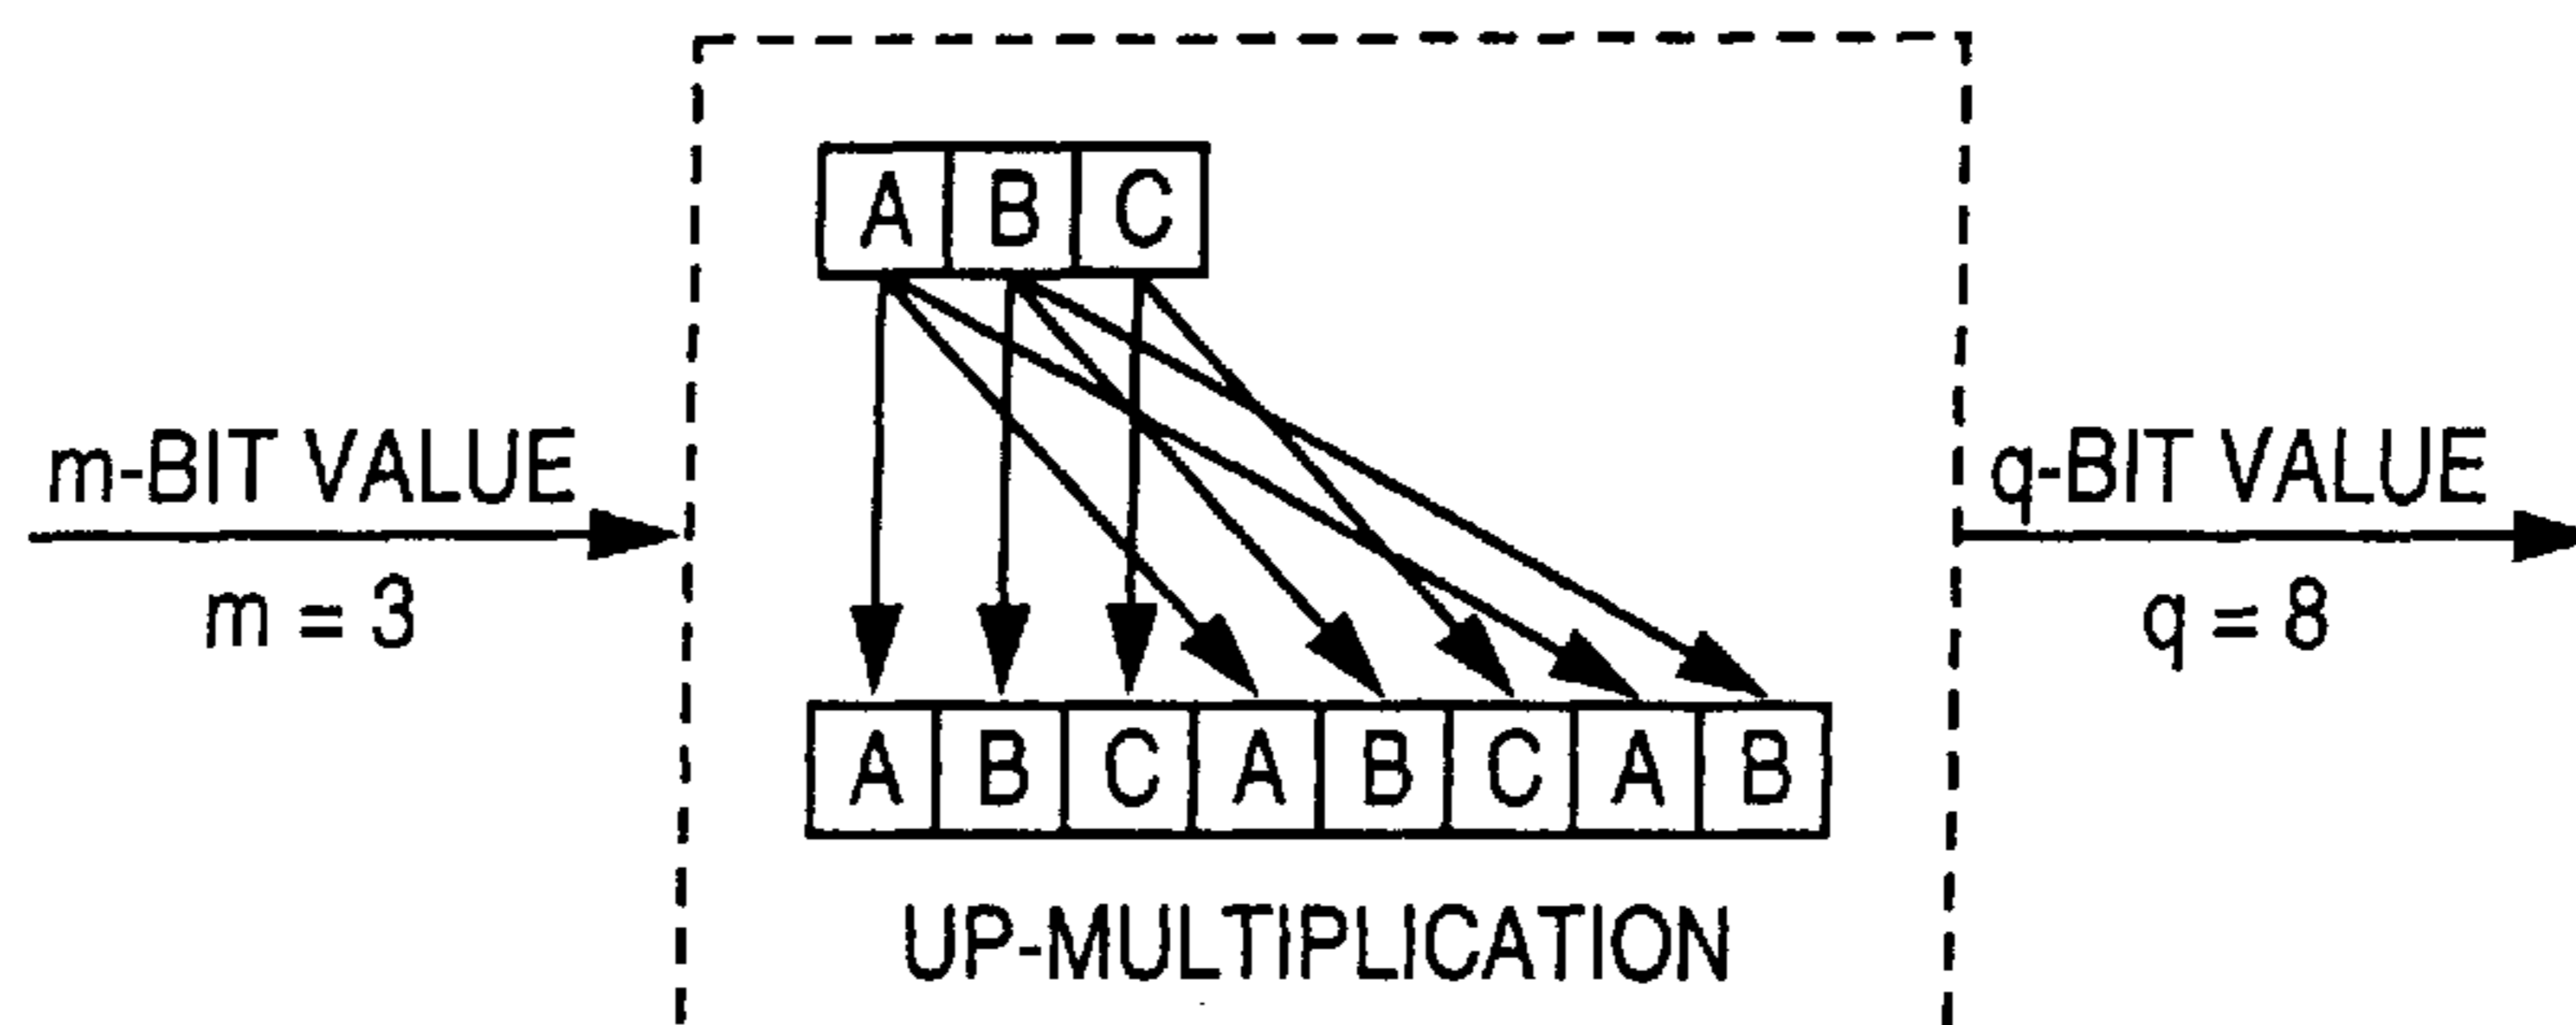 A B C
m-BIT VALUE
m = 3
q-BIT VALUE
q = 8
A B C A B C A B
UP-MULTIPLICATION